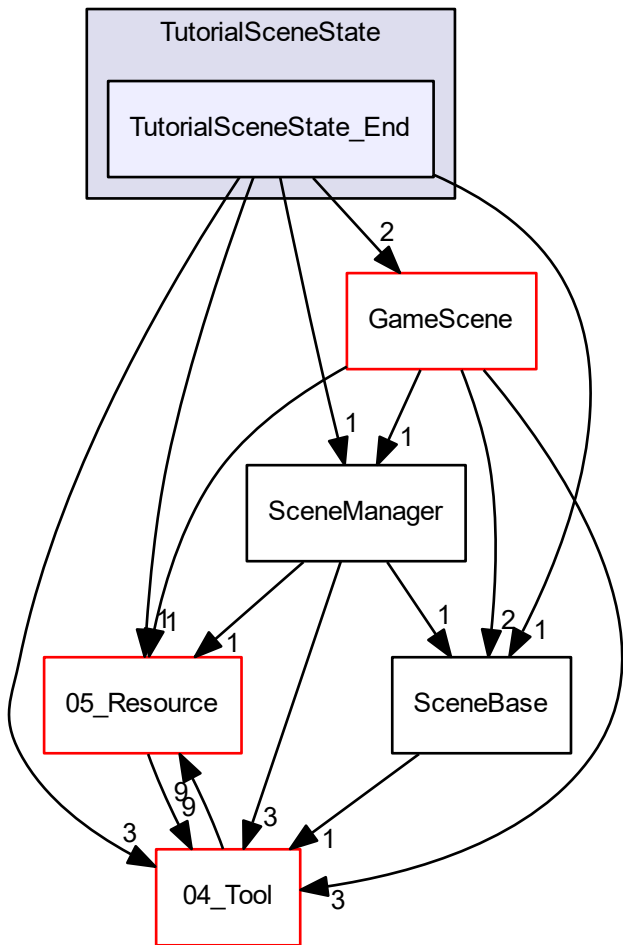 TutorialSceneState
TutorialSceneState_End
2
GameScene
1
1
SceneManager
1
1
1
1
2
1
05_Resource
SceneBase
9
9
3
3
1
3
04_Tool